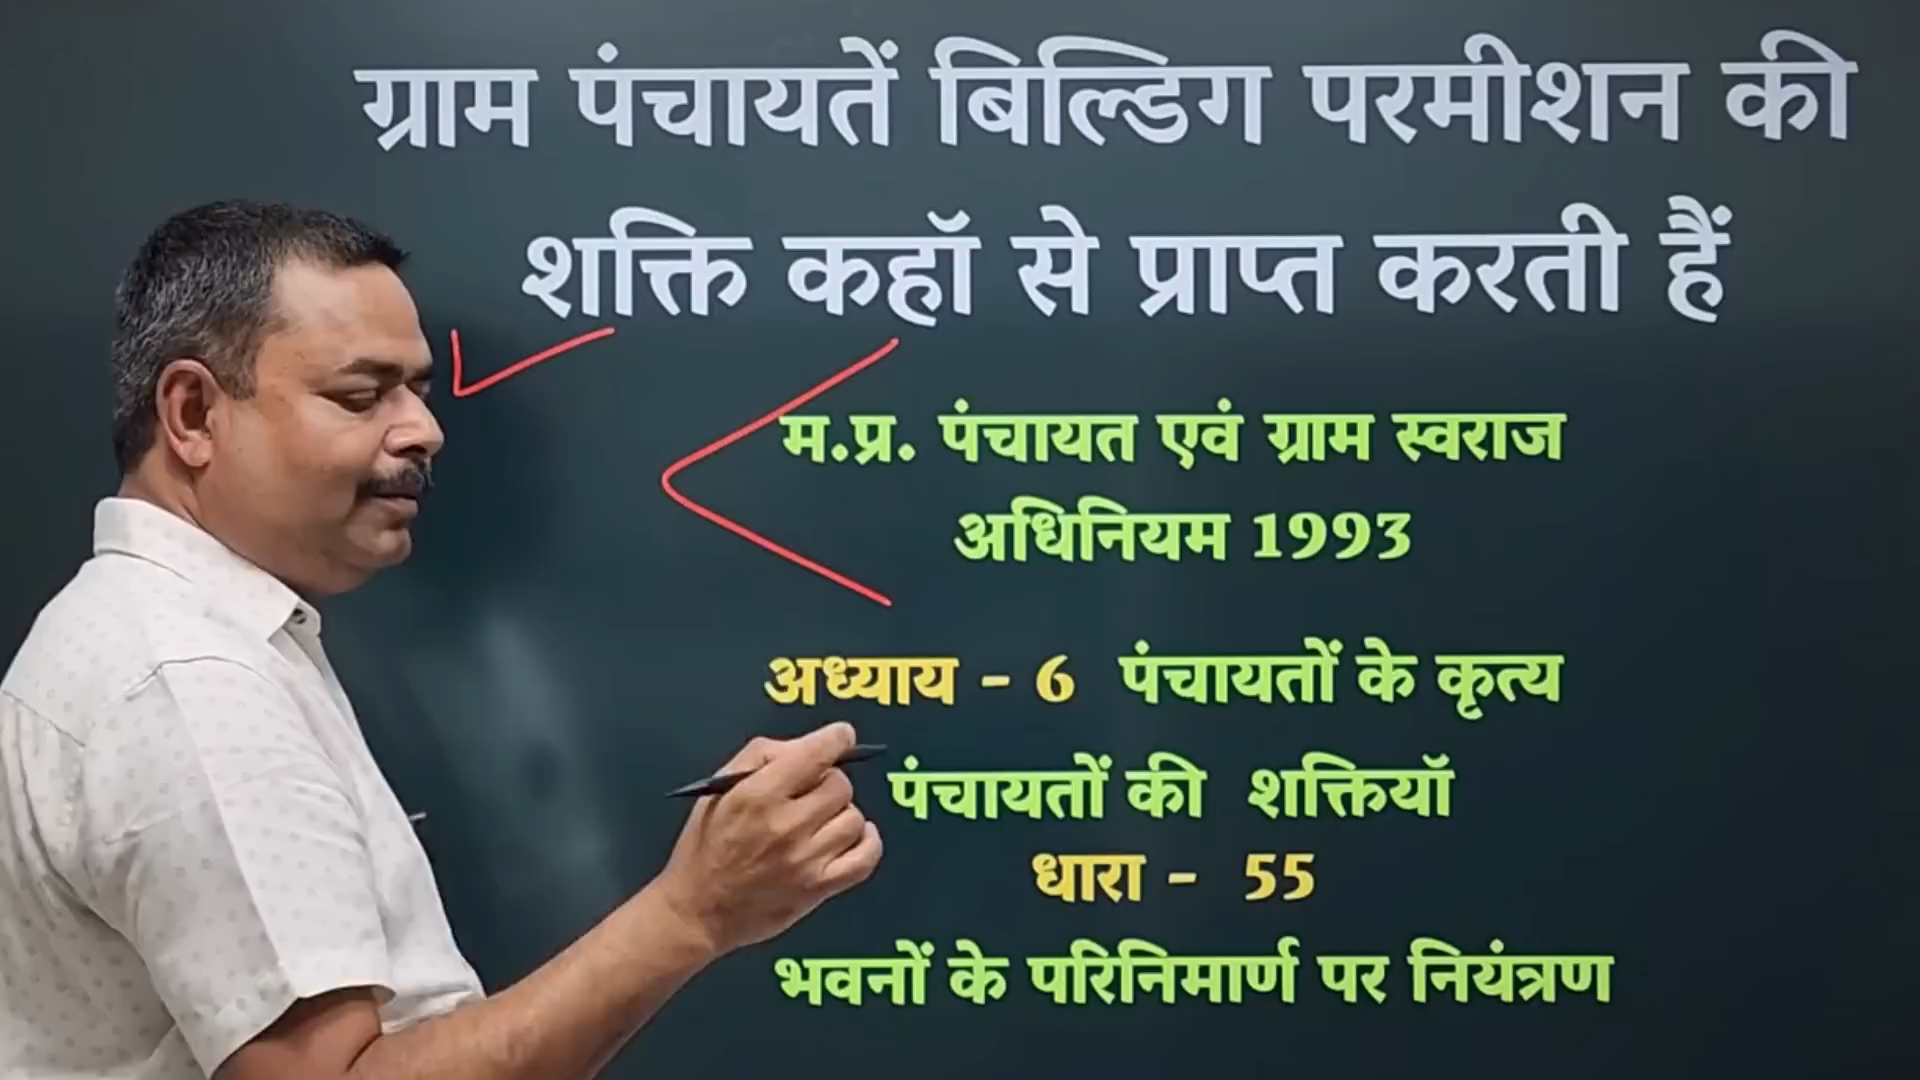 ग्राम पंचायतें बिल्डिग परमीशन की
शक्ति कहॉ से प्राप्त करती हैं
म.प्र. पंचायत एवं ग्राम स्वराज
अधिनियम 1993
अध्याय - 6 पंचायतों के कृत्य
पंचायतों की शक्तियॉ
धारा - 55
भवनों के परिनिमार्ण पर नियंत्रण